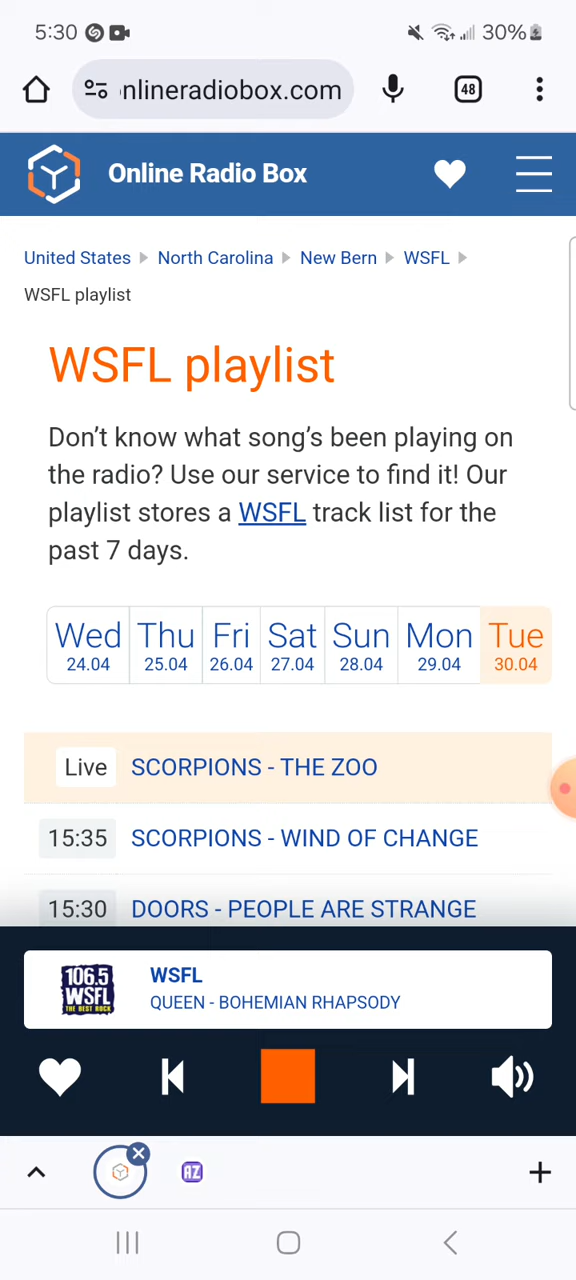 5:30 30%
nlineradiobox.com 48
Online Radio Box
United States North Carolina New Bern WSFL
WSFL playlist
WSFL playlist
Don't know what song's been playing on
the radio? Use our service to find it! Our
playlist stores a WSFL track list for the
past 7 days.
Wed Thu Fri Sat Sun Mon Tue
24.04 25.04 26.04 27.04 28.04 29.04 30.04
Live SCORPIONS - THE ZOO
15:35 SCORPIONS - WIND OF CHANGE
15:30 DOORS - PEOPLE ARE STRANGE
106.5
WSFL
THE BEST ROCK
WSFL
QUEEN - BOHEMIAN RHAPSODY
AZ